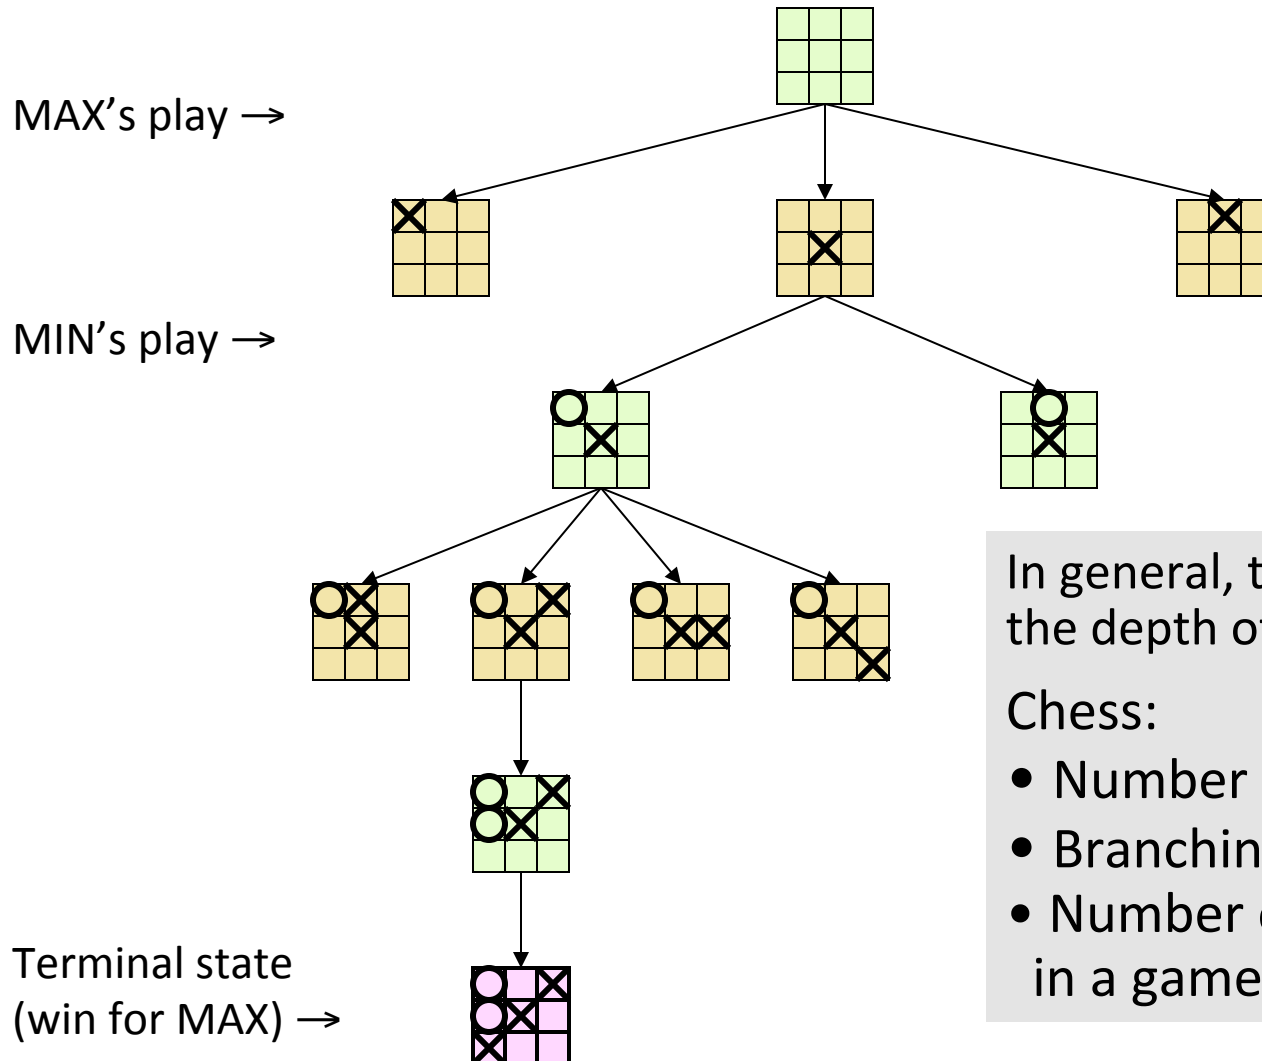 MAX’s play →
MIN’s play →
In general, t
the depth of
Chess:
• Number
• Branchin
• Number
in a game
Terminal state
(win for MAX) →